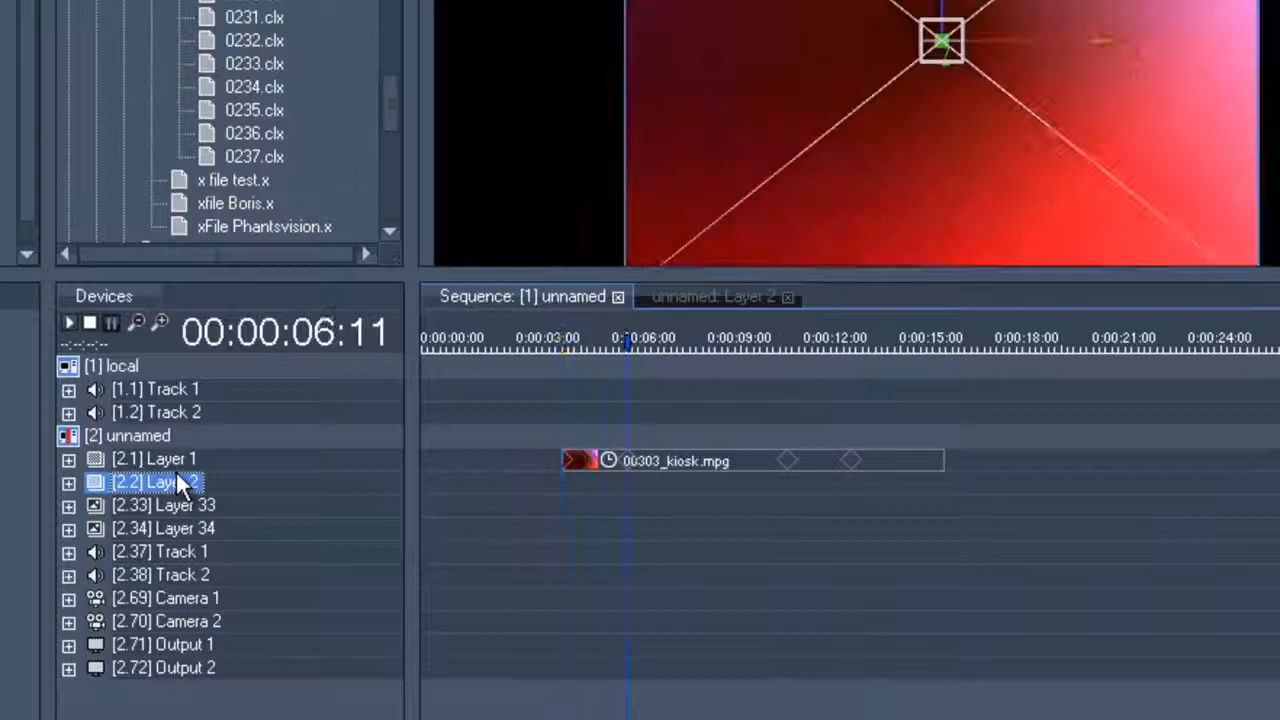 0231.clx
0232.clx
0233.clx
0234.clx
0235.clx
0236.clx
0237.clx
x file test.x
xfile Boris.x
xFile Phantsvision.x
Devices
Sequence: [1] unnamed
unnamed: Layer 2
00:00:06:11
--:--:--:--
0:00:00:00 0:00:03:00 0:00:06:00 0:00:09:00 0:00:12:00 0:00:15:00 0:00:18:00 0:00:21:00 0:00:24:00
[1] local
[1.1] Track 1
[1.2] Track 2
[2] unnamed
[2.1] Layer 1
00303_kiosk.mpg
[2.2] Layer 2
[2.33] Layer 33
[2.34] Layer 34
[2.37] Track 1
[2.38] Track 2
[2.69] Camera 1
[2.70] Camera 2
[2.71] Output 1
[2.72] Output 2